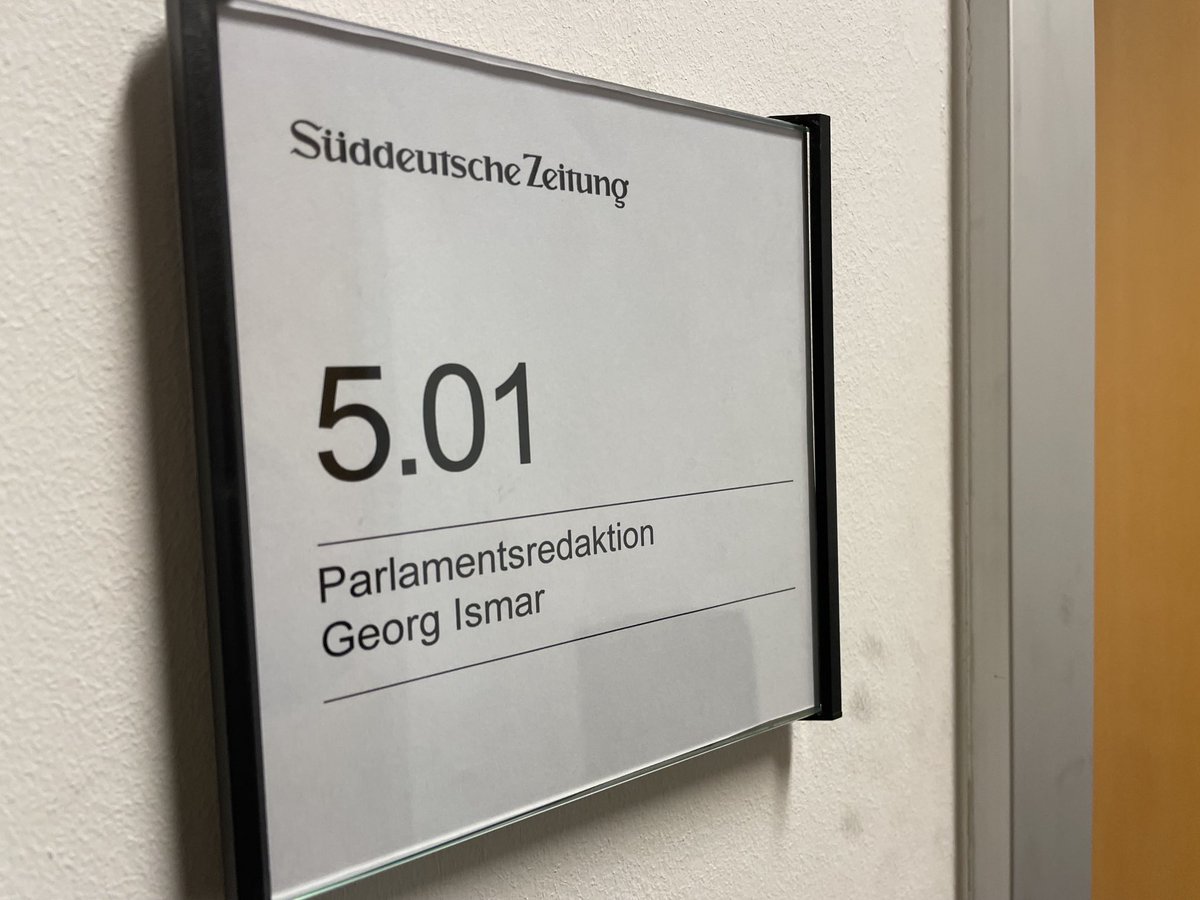 Süddeutsche Zeitung
5.01
Parlamentsredaktion
Georg Ismar